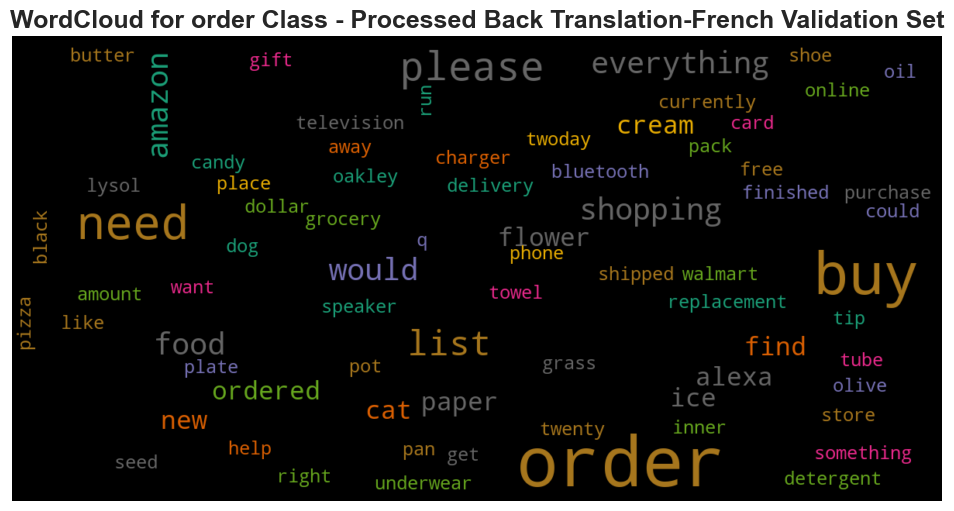 WordCloud for order Class - Processed Back Translation-French Validation Set
butter
amazon
gift
please
everything
shoe
oil
run
online
currently
television
cream
card
twoday
away
pack
candy
charger
free
bluetooth
lysol
place
oakley
delivery
finished
purchase
dollar
shopping
could
black
need
grocery
flower
dog
q
phone
would
shipped
walmart
buy
amount
want
towel
speaker
replacement
pizza
like
tip
food
list
find
plate
pot
grass
tube
alexa
ordered
olive
new
cat
paper
ice
store
twenty
inner
help
pan
get
order
something
seed
right
underwear
detergent